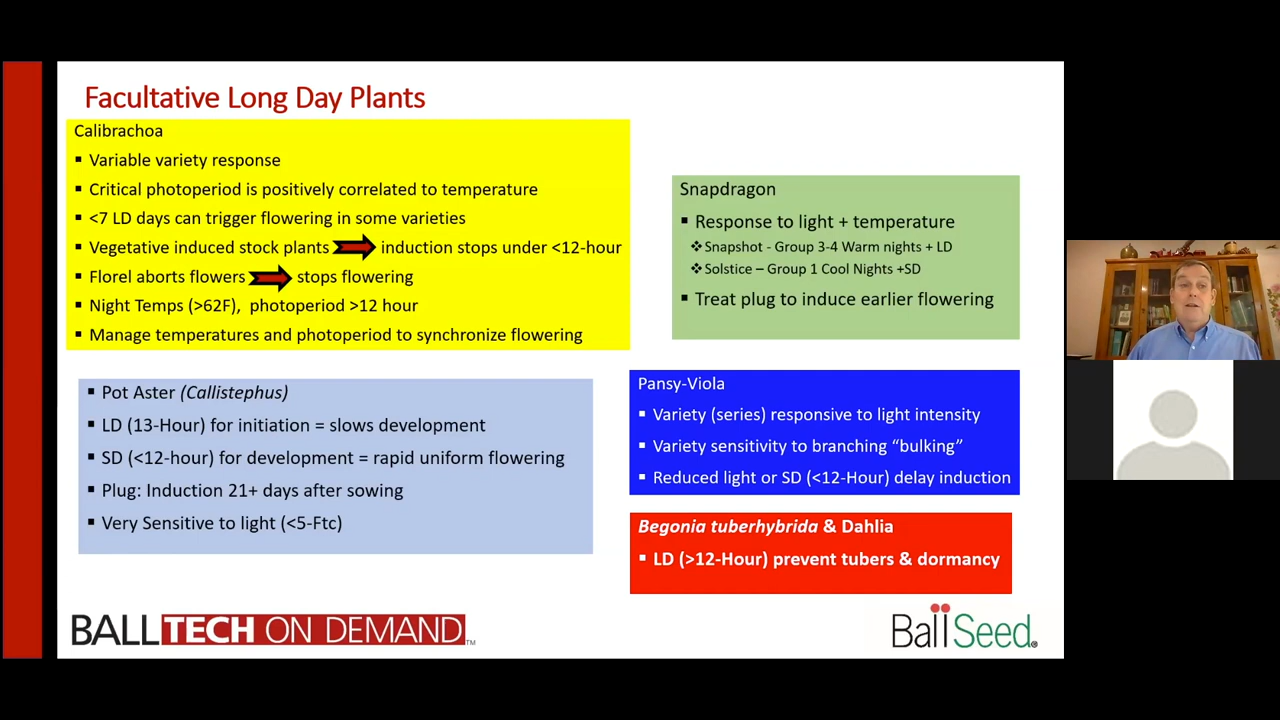 Facultative Long Day Plants
Calibrachoa
▪ Variable variety response
▪ Critical photoperiod is positively correlated to temperature
▪ <7 LD days can trigger flowering in some varieties
▪ Vegetative induced stock plants induction stops under <12-hour
▪ Florel aborts flowers stops flowering
▪ Night Temps (>62F), photoperiod >12 hour
▪ Manage temperatures and photoperiod to synchronize flowering
Snapdragon
▪ Response to light + temperature
❖Snapshot - Group 3-4 Warm nights + LD
❖Solstice – Group 1 Cool Nights +SD
▪ Treat plug to induce earlier flowering
▪ Pot Aster (Callistephus)
▪ LD (13-Hour) for initiation = slows development
▪ SD (<12-hour) for development = rapid uniform flowering
▪ Plug: Induction 21+ days after sowing
▪ Very Sensitive to light (<5-Ftc)
Pansy-Viola
▪ Variety (series) responsive to light intensity
▪ Variety sensitivity to branching “bulking”
▪ Reduced light or SD (<12-Hour) delay induction
Begonia tuberhybrida & Dahlia
▪ LD (>12-Hour) prevent tubers & dormancy
BALLTECH ON DEMAND™
Ball Seed®